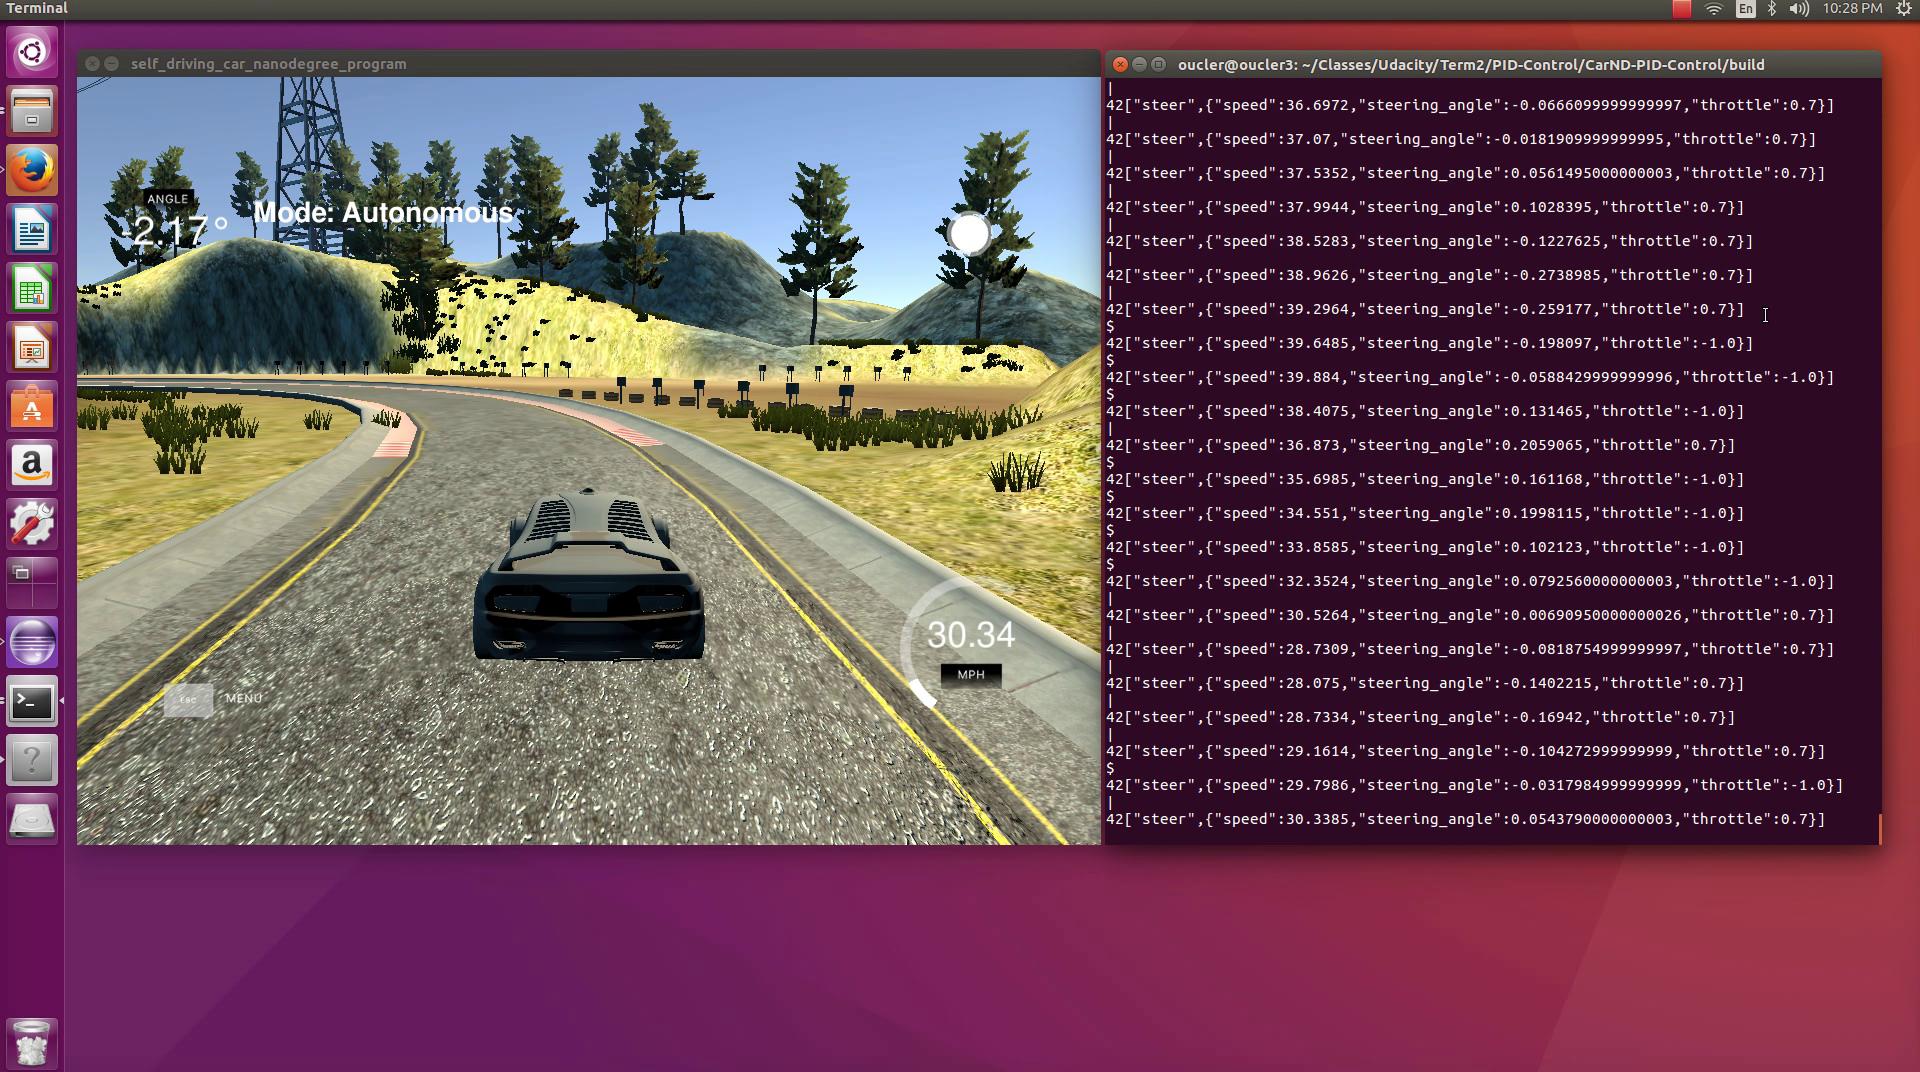 Terminal
En
10:28 PM
self_driving_car_nanodegree_program
ANGLE
-2.17°
Mode: Autonomous
30.34
MPH
Esc
MENU
oucler@oucler3: ~/Classes/Udacity/Term2/PID-Control/CarND-PID-Control/build
|
42["steer",{"speed":36.6972,"steering_angle":-0.0666099999999997,"throttle":0.7}]
|
42["steer",{"speed":37.07,"steering_angle":-0.0181909999999995,"throttle":0.7}]
|
42["steer",{"speed":37.5352,"steering_angle":0.0561495000000003,"throttle":0.7}]
|
42["steer",{"speed":37.9944,"steering_angle":0.1028395,"throttle":0.7}]
|
42["steer",{"speed":38.5283,"steering_angle":-0.1227625,"throttle":0.7}]
|
42["steer",{"speed":38.9626,"steering_angle":-0.2738985,"throttle":0.7}]
|
42["steer",{"speed":39.2964,"steering_angle":-0.259177,"throttle":0.7}]
$
42["steer",{"speed":39.6485,"steering_angle":-0.198097,"throttle":-1.0}]
$
42["steer",{"speed":39.884,"steering_angle":-0.0588429999999996,"throttle":-1.0}]
$
42["steer",{"speed":38.4075,"steering_angle":0.131465,"throttle":-1.0}]
|
42["steer",{"speed":36.873,"steering_angle":0.2059065,"throttle":0.7}]
$
42["steer",{"speed":35.6985,"steering_angle":0.161168,"throttle":-1.0}]
$
42["steer",{"speed":34.551,"steering_angle":0.1998115,"throttle":-1.0}]
$
42["steer",{"speed":33.8585,"steering_angle":0.102123,"throttle":-1.0}]
$
42["steer",{"speed":32.3524,"steering_angle":0.0792560000000003,"throttle":-1.0}]
|
42["steer",{"speed":30.5264,"steering_angle":0.00690950000000026,"throttle":0.7}]
|
42["steer",{"speed":28.7309,"steering_angle":-0.0818754999999997,"throttle":0.7}]
|
42["steer",{"speed":28.075,"steering_angle":-0.1402215,"throttle":0.7}]
|
42["steer",{"speed":28.7334,"steering_angle":-0.16942,"throttle":0.7}]
|
42["steer",{"speed":29.1614,"steering_angle":-0.104272999999999,"throttle":0.7}]
$
42["steer",{"speed":29.7986,"steering_angle":-0.0317984999999999,"throttle":-1.0}]
|
42["steer",{"speed":30.3385,"steering_angle":0.0543790000000003,"throttle":0.7}]